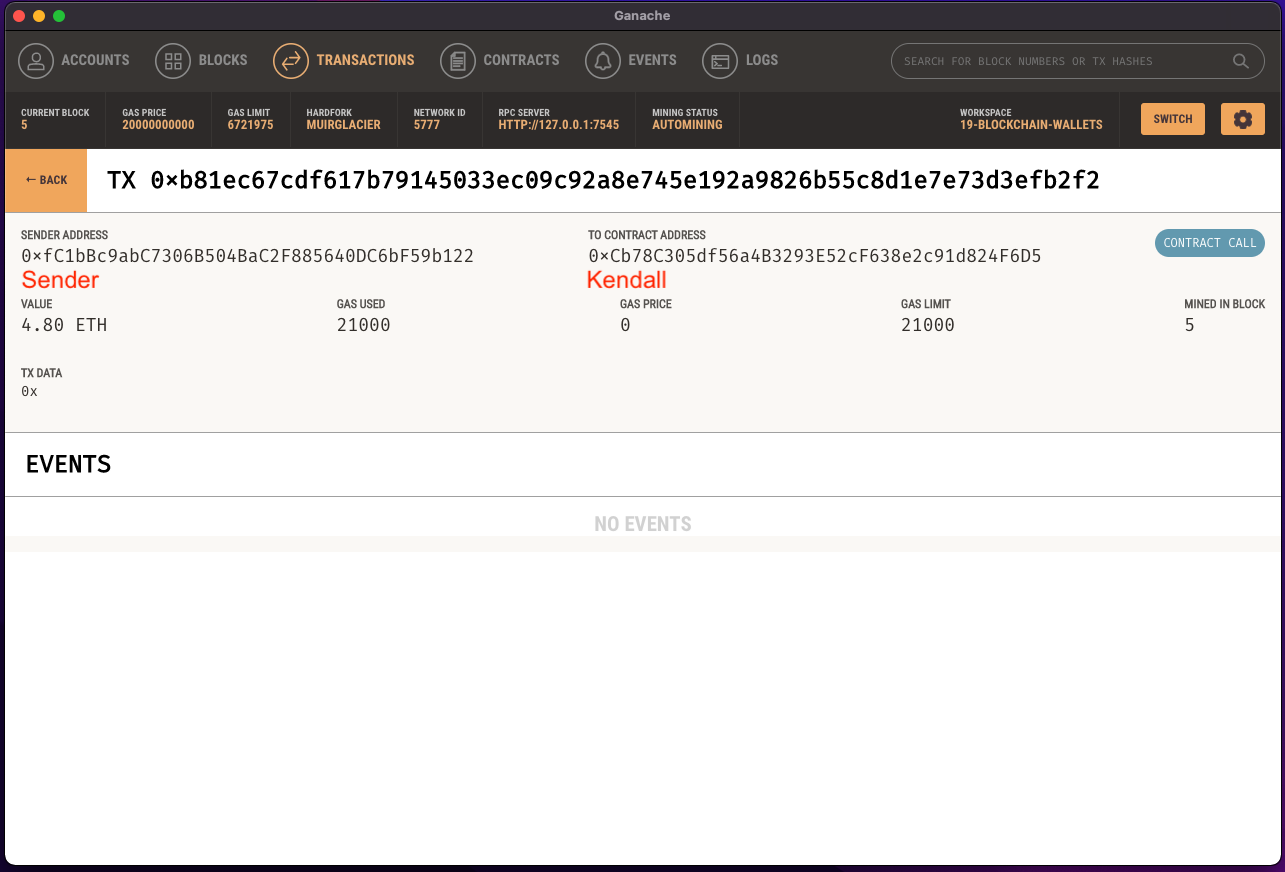 Ganache
ACCOUNTS BLOCKS TRANSACTIONS CONTRACTS EVENTS LOGS SEARCH FOR BLOCK NUMBERS OR TX HASHES
CURRENT BLOCK GAS PRICE GAS LIMIT HARDFORK NETWORK ID RPC SERVER MINING STATUS WORKSPACE
5 20000000000 6721975 MUIRGLACIER 5777 HTTP://127.0.0.1:7545 AUTOMINING 19-BLOCKCHAIN-WALLETS SWITCH
← BACK TX 0×b81ec67cdf617b79145033ec09c92a8e745e192a9826b55c8d1e7e73d3efb2f2
SENDER ADDRESS TO CONTRACT ADDRESS
0×fC1bBc9abC7306B504BaC2F885640DC6bF59b122 0×Cb78C305df56a4B3293E52cF638e2c91d824F6D5 CONTRACT CALL
Sender Kendall
VALUE GAS USED GAS PRICE GAS LIMIT MINED IN BLOCK
4.80 ETH 21000 0 21000 5
TX DATA
0x
EVENTS
NO EVENTS